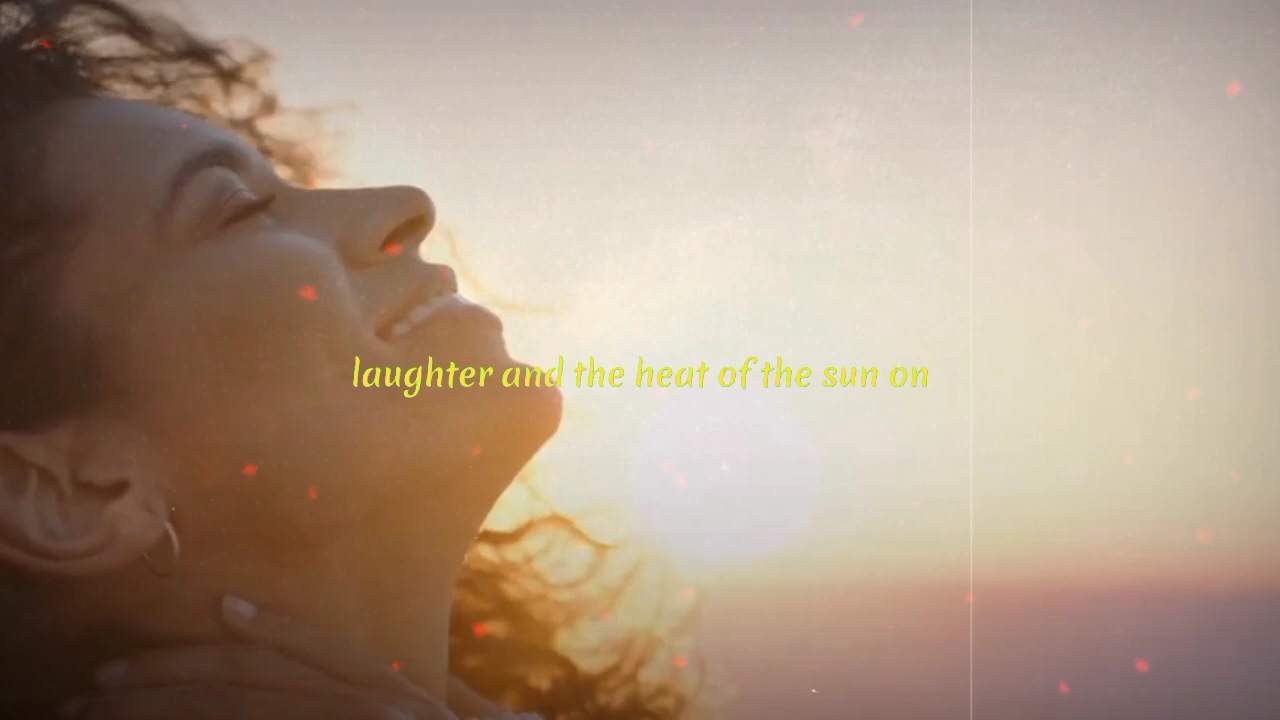 laughter and the heat of the sun on